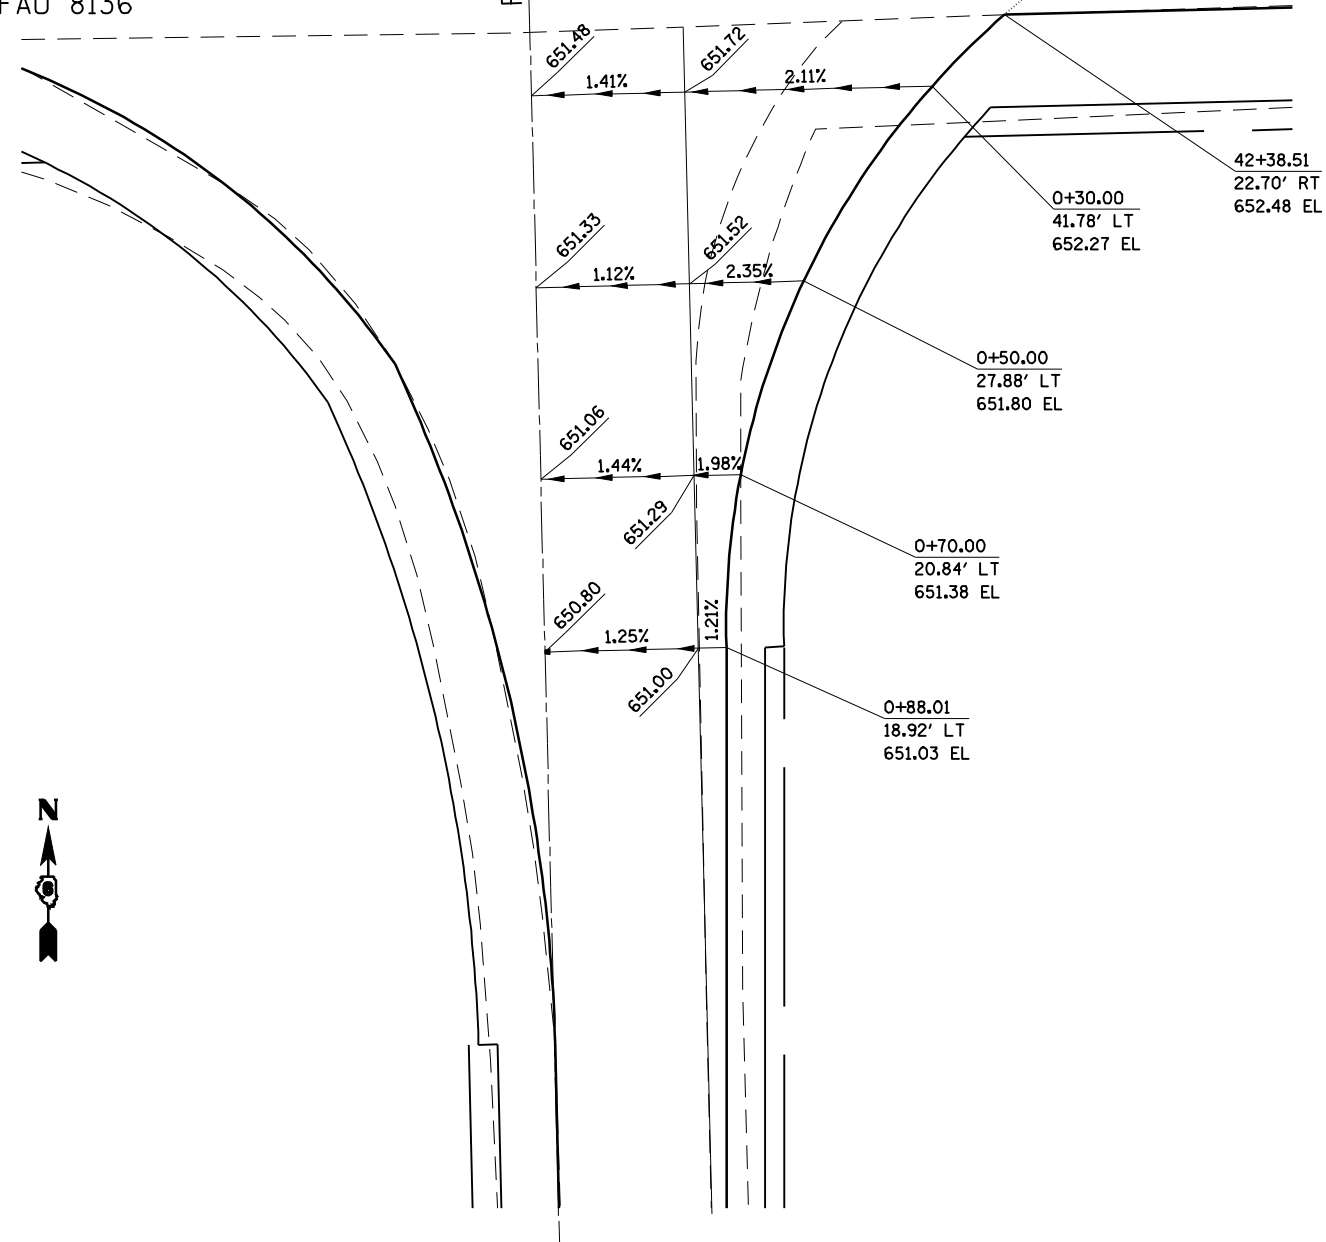 FAU 8136
651.48
651.72
1.41%
2.11%
42+38.51
22.70' RT
652.48 EL
0+30.00
41.78' LT
652.27 EL
651.33
651.52
1.12%
2.35%
0+50.00
27.88' LT
651.80 EL
651.06
1.44%
1.98%
651.29
0+70.00
20.84' LT
651.38 EL
650.80
1.21%
1.25%
651.00
0+88.01
18.92' LT
651.03 EL
N